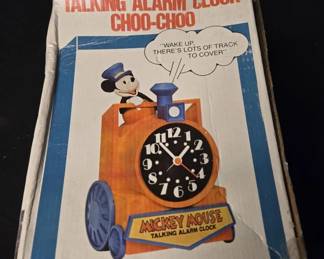 TALKING ALARM CLOCK
CHOO-CHOO
"WAKE UP,
THERE'S LOTS OF TRACK
TO COVER"
12
1
2
3
4
5
6
7
8
9
10
11
MICKEY MOUSE
TALKING ALARM CLOCK